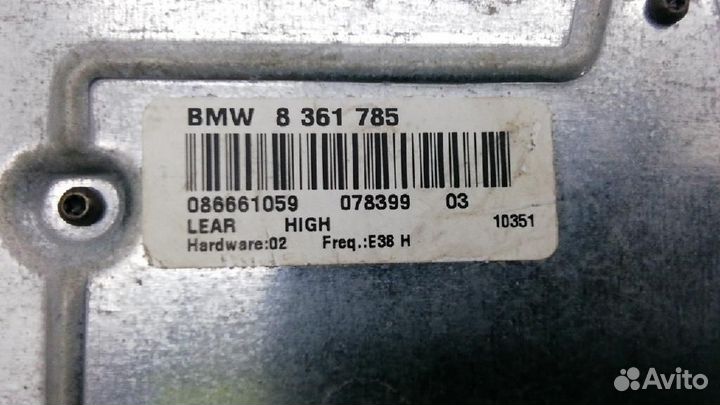 BMW 8 361 785
086661059 078399 03
LEAR HIGH 10351
Hardware:02 Freq.:E38 H
Avito